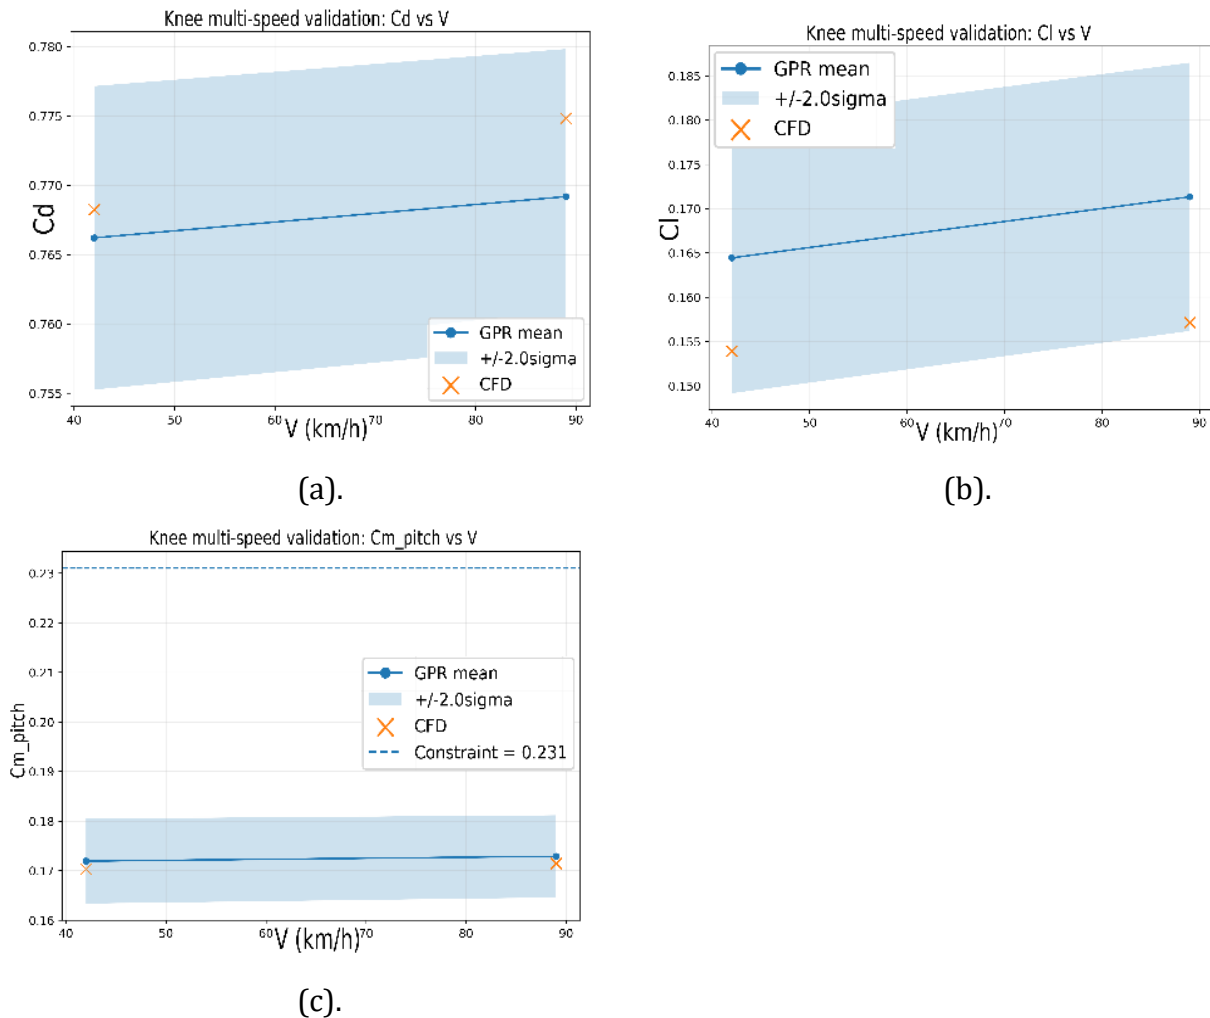 Knee multi-speed validation: Cd vs V
0.780
0.775
0.770
0.765
0.760
0.755
Cd
GPR mean
+/-2.0sigma
CFD
40 50 60 70 80 90
V (km/h)
(a).
Knee multi-speed validation: Cl vs V
0.185
0.180
0.175
0.170
0.165
0.160
0.155
0.150
Cl
GPR mean
+/-2.0sigma
CFD
40 50 60 70 80 90
V (km/h)
(b).
Knee multi-speed validation: Cm_pitch vs V
0.23
0.22
0.21
0.20
0.19
0.18
0.17
0.16
Cm_pitch
GPR mean
+/-2.0sigma
CFD
Constraint = 0.231
40 50 60 70 80 90
V (km/h)
(c).